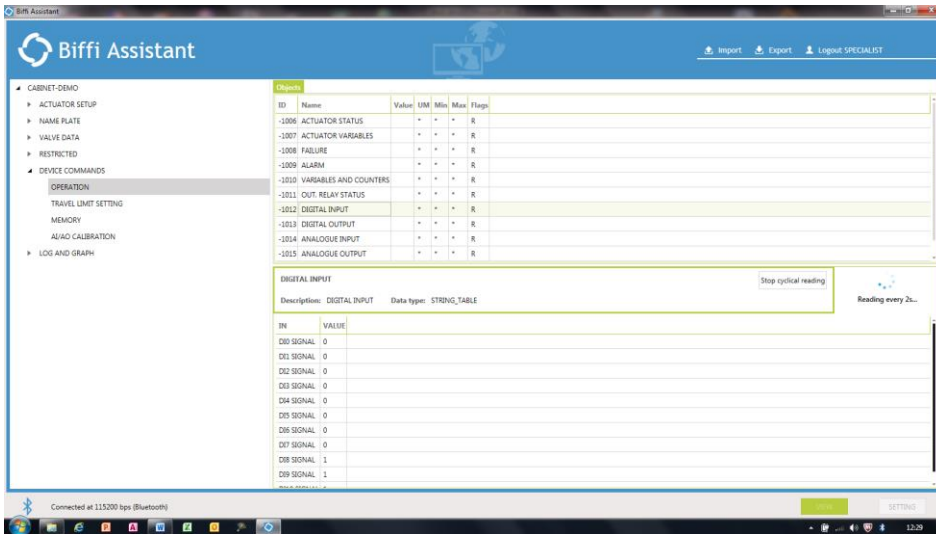 Biffi Assistant
Biffi Assistant
Import Export Logout SPECIALIST
CABINET-DEMO
ACTUATOR SETUP
NAME PLATE
VALVE DATA
RESTRICTED
DEVICE COMMANDS
OPERATION
TRAVEL LIMIT SETTING
MEMORY
AI/AO CALIBRATION
LOG AND GRAPH
Objects
ID Name Value UM Min Max Flags
-1006 ACTUATOR STATUS * * * R
-1007 ACTUATOR VARIABLES * * * R
-1008 FAILURE * * * R
-1009 ALARM * * * R
-1010 VARIABLES AND COUNTERS * * * R
-1011 OUT. RELAY STATUS * * * R
-1012 DIGITAL INPUT * * * R
-1013 DIGITAL OUTPUT * * * R
-1014 ANALOGUE INPUT * * * R
-1015 ANALOGUE OUTPUT * * * R
DIGITAL INPUT
Stop cyclical reading
Description: DIGITAL INPUT Data type: STRING_TABLE
Reading every 2s...
IN VALUE
DI0 SIGNAL 0
DI1 SIGNAL 0
DI2 SIGNAL 0
DI3 SIGNAL 0
DI4 SIGNAL 0
DI5 SIGNAL 0
DI6 SIGNAL 0
DI7 SIGNAL 0
DI8 SIGNAL 1
DI9 SIGNAL 1
Connected at 115200 bps (Bluetooth)
VIEW SETTING
12:29